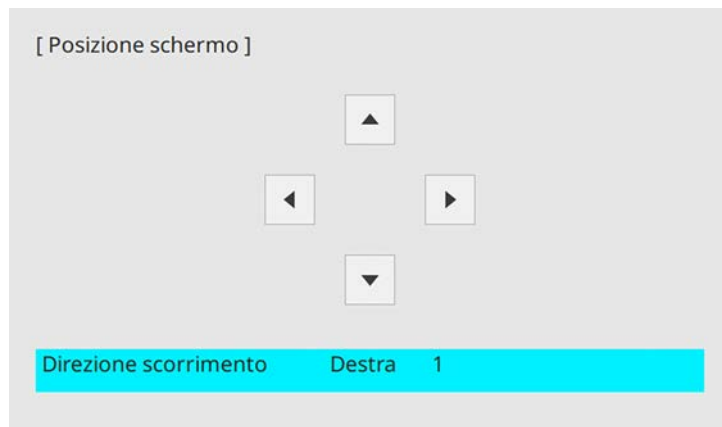 [ Posizione schermo ]
Direzione scorrimento Destra 1